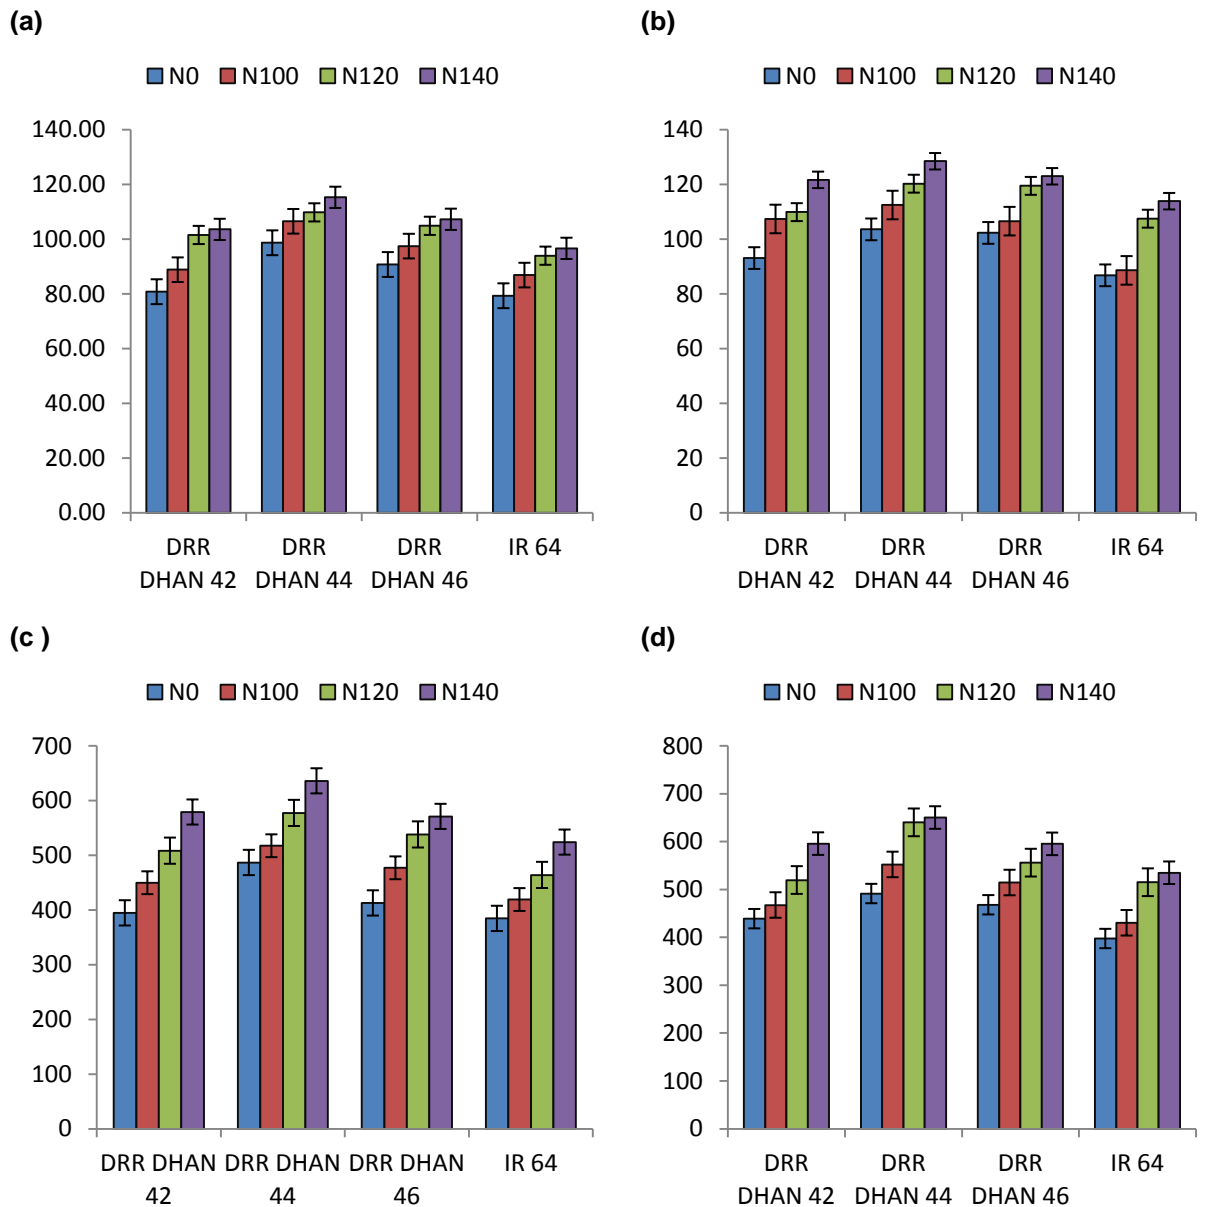 (a)
N0 N100 N120 N140
140.00
120.00
100.00
80.00
60.00
40.00
20.00
0.00
DRR DRR DRR IR 64
DHAN 42 DHAN 44 DHAN 46
(b)
N0 N100 N120 N140
140
120
100
80
60
40
20
0
DRR DRR DRR IR 64
DHAN 42 DHAN 44 DHAN 46
(c )
N0 N100 N120 N140
700
600
500
400
300
200
100
0
DRR DHAN DRR DHAN DRR DHAN IR 64
42 44 46
(d)
N0 N100 N120 N140
800
700
600
500
400
300
200
100
0
DRR DRR DRR IR 64
DHAN 42 DHAN 44 DHAN 46